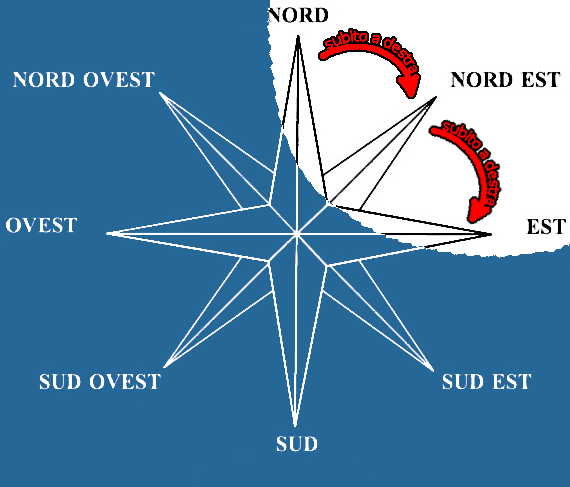 NORD
subito a destra
NORD OVEST
NORD EST
subito a destra
OVEST
EST
SUD OVEST
SUD EST
SUD